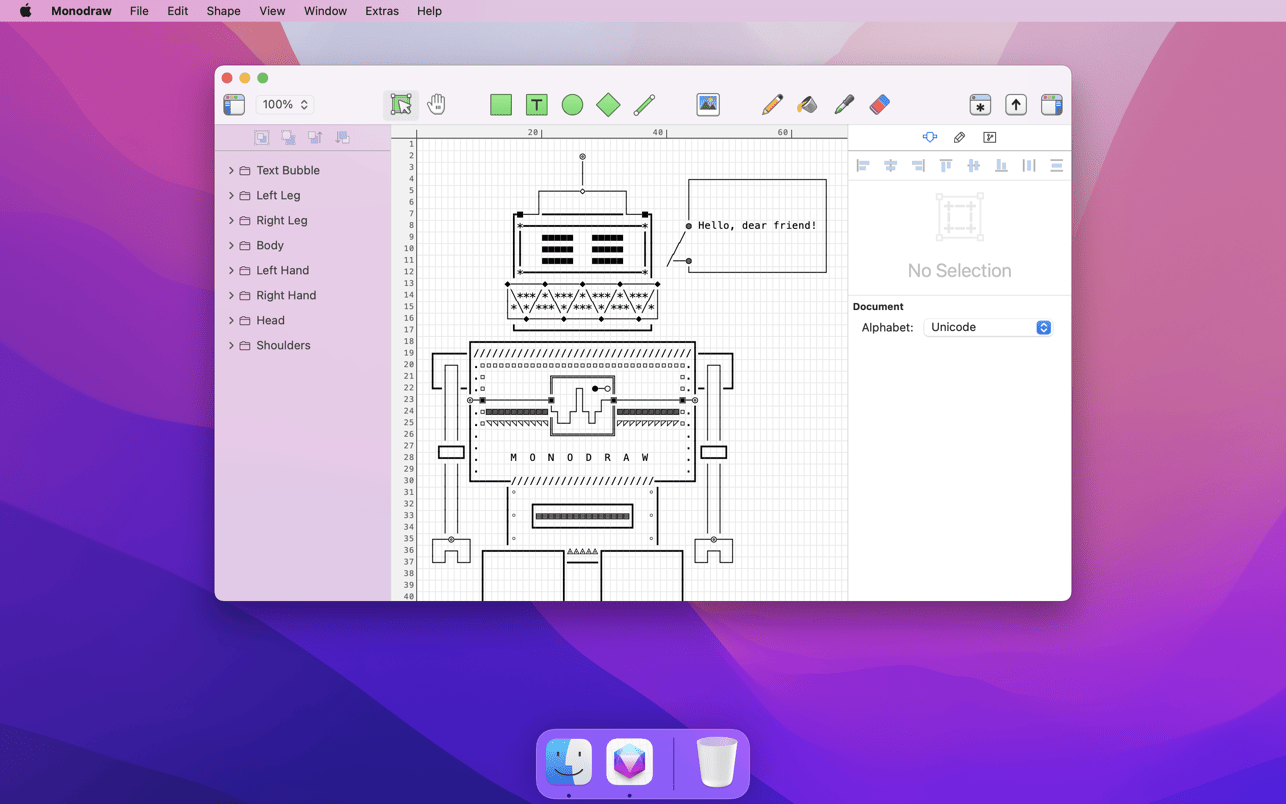 Monodraw File Edit Shape View Window Extras Help
100%
T
20 40 60
Text Bubble
Left Leg
Right Leg
Body
Left Hand
Right Hand
Head
Shoulders
1
2
3
4
5
6
7
8
9
10
11
12
13
14
15
16
17
18
19
20
21
22
23
24
25
26
27
28
29
30
31
32
33
34
35
36
37
38
39
40
Hello, dear friend!
M O N O D R A W
No Selection
Document
Alphabet: Unicode